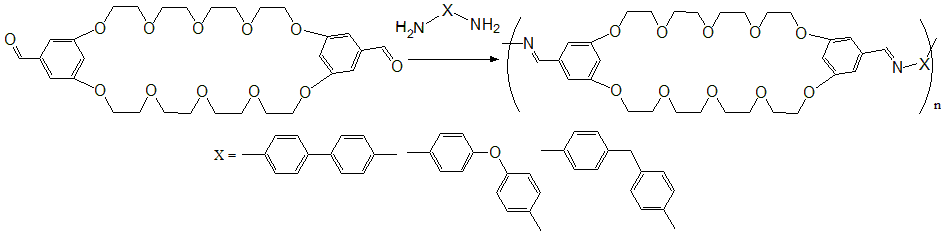 X
O O O O O H₂N NH₂ O O O O O
O N
O N X
O O O O O O O O O O
n
X = O